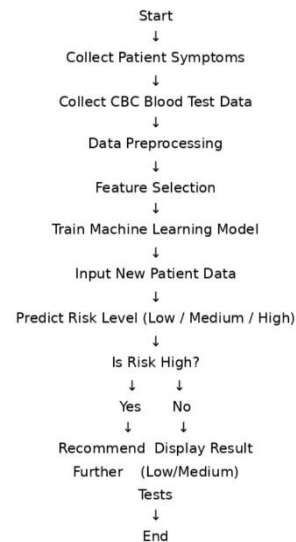 Start
↓
Collect Patient Symptoms
↓
Collect CBC Blood Test Data
↓
Data Preprocessing
↓
Feature Selection
↓
Train Machine Learning Model
↓
Input New Patient Data
↓
Predict Risk Level (Low / Medium / High)
↓
Is Risk High?
↓ ↓
Yes No
↓ ↓
Recommend Display Result
Further (Low/Medium)
Tests
↓
End